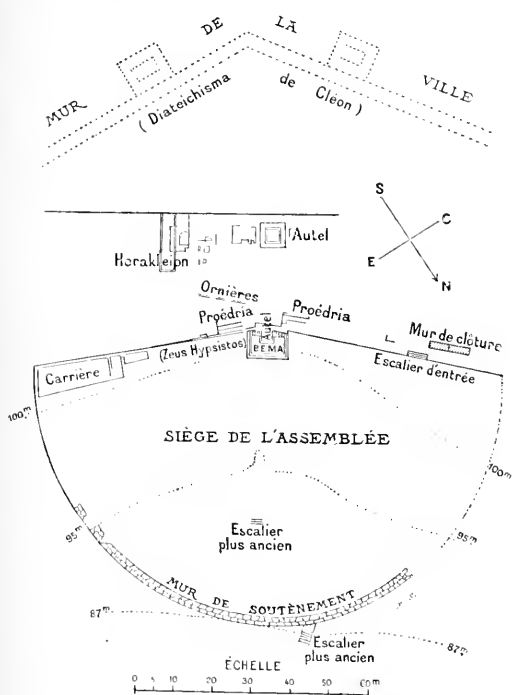 MUR DE LA VILLE
(Diateichisma de Cléon)
S
C
E
N
Autel
Herakleion
Ornières
Proédria
Proédria
Autel
BEMA
(Zeus Hypsistos)
Mur de clôture
Escalier d'entrée
Carrière
100m
SIÈGE DE L'ASSEMBLÉE
100m
95m
95m
Escalier
plus ancien
MUR DE SOUTÈNEMENT
87m
87m
Escalier
plus ancien
ÉCHELLE
0 5 10 20 30 40 50 60m